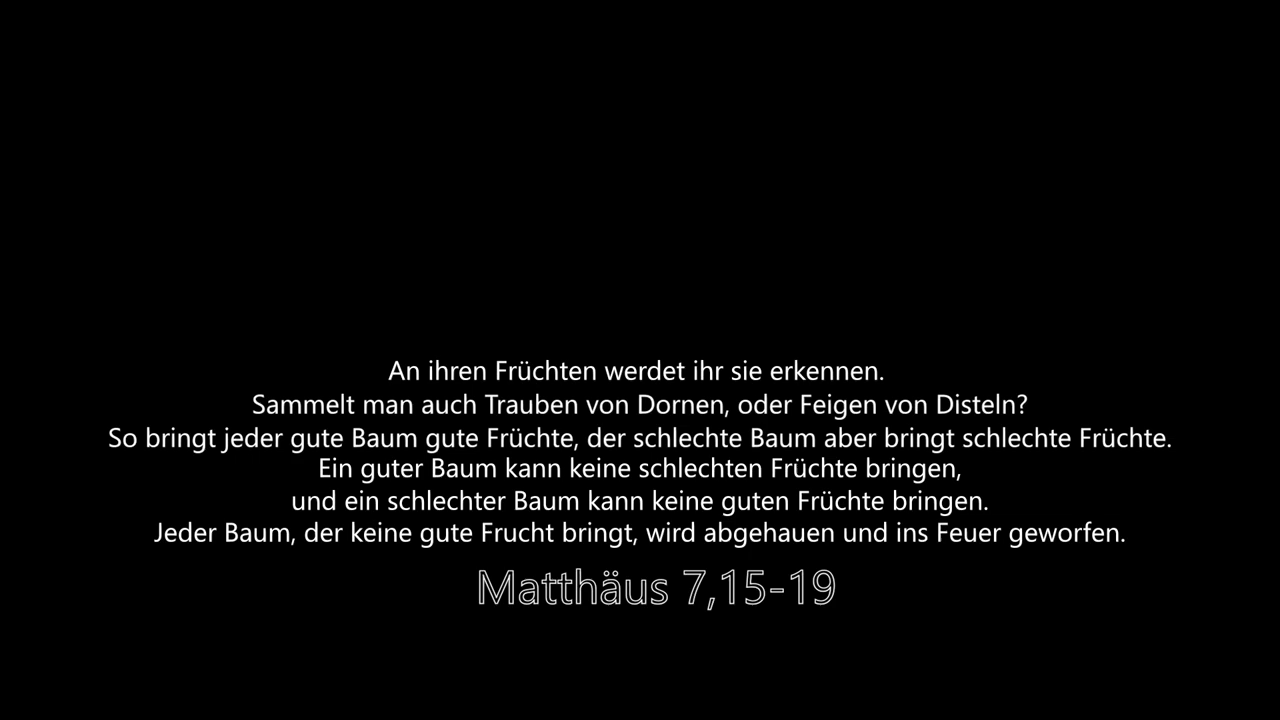 An ihren Früchten werdet ihr sie erkennen.
Sammelt man auch Trauben von Dornen, oder Feigen von Disteln?
So bringt jeder gute Baum gute Früchte, der schlechte Baum aber bringt schlechte Früchte.
Ein guter Baum kann keine schlechten Früchte bringen,
und ein schlechter Baum kann keine guten Früchte bringen.
Jeder Baum, der keine gute Frucht bringt, wird abgehauen und ins Feuer geworfen.
Matthäus 7,15-19